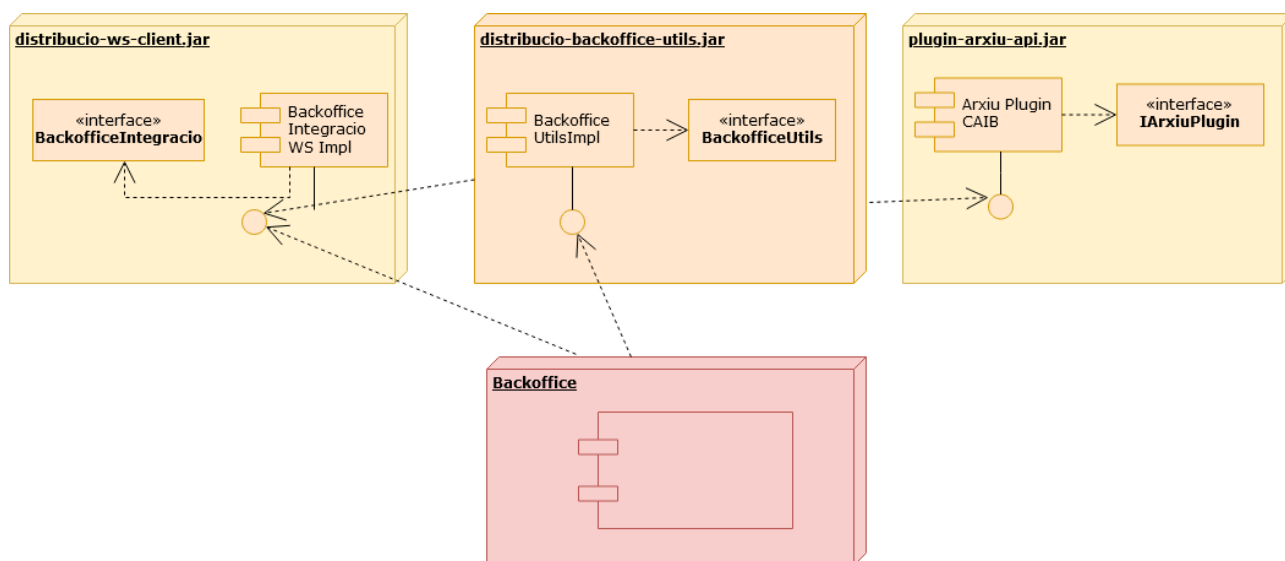 distribucio-ws-client.jar
«interface»
BackofficeIntegracio
Backoffice
Integracio
WS Impl
distribucio-backoffice-utils.jar
Backoffice
UtilsImpl
«interface»
BackofficeUtils
plugin-arxiu-api.jar
Arxiu Plugin
CAIB
«interface»
IArxiuPlugin
Backoffice